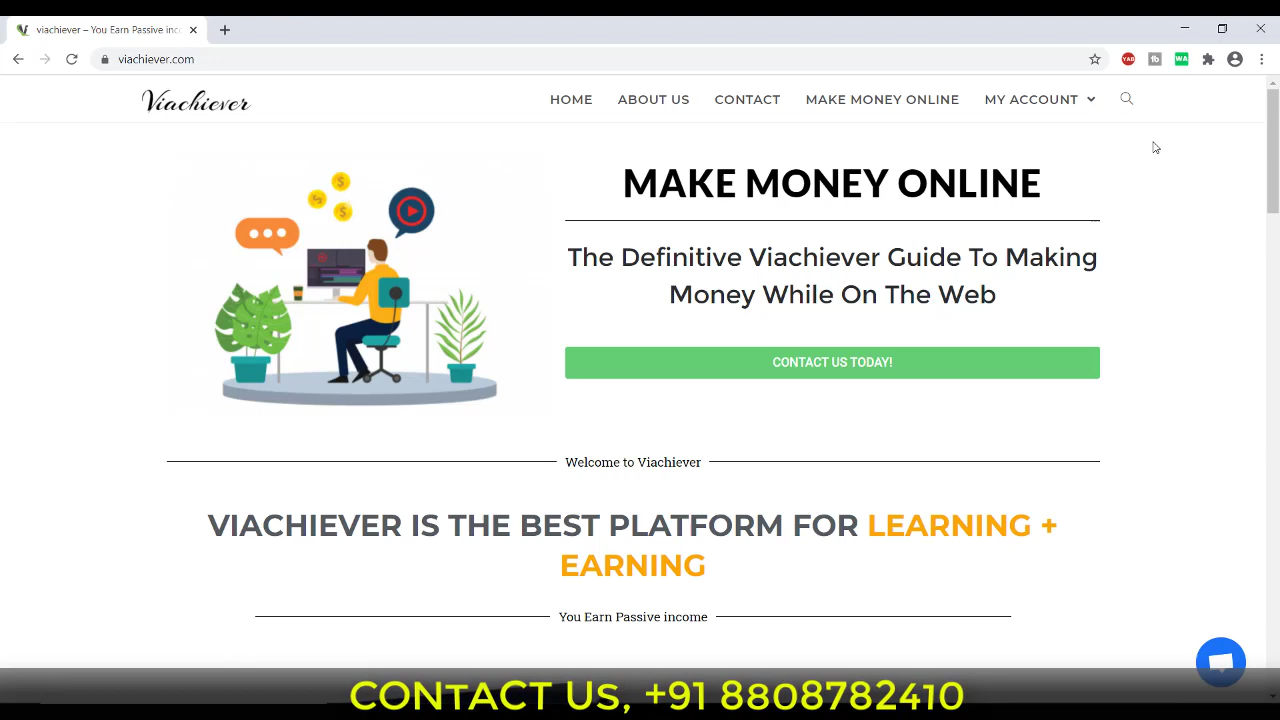 viachiever – You Earn Passive inc
viachiever.com
Viachiever
HOME
ABOUT US
CONTACT
MAKE MONEY ONLINE
MY ACCOUNT
MAKE MONEY ONLINE
The Definitive Viachiever Guide To Making
Money While On The Web
CONTACT US TODAY!
Welcome to Viachiever
VIACHIEVER IS THE BEST PLATFORM FOR LEARNING +
EARNING
You Earn Passive income
CONTACT US, +91 8808782410